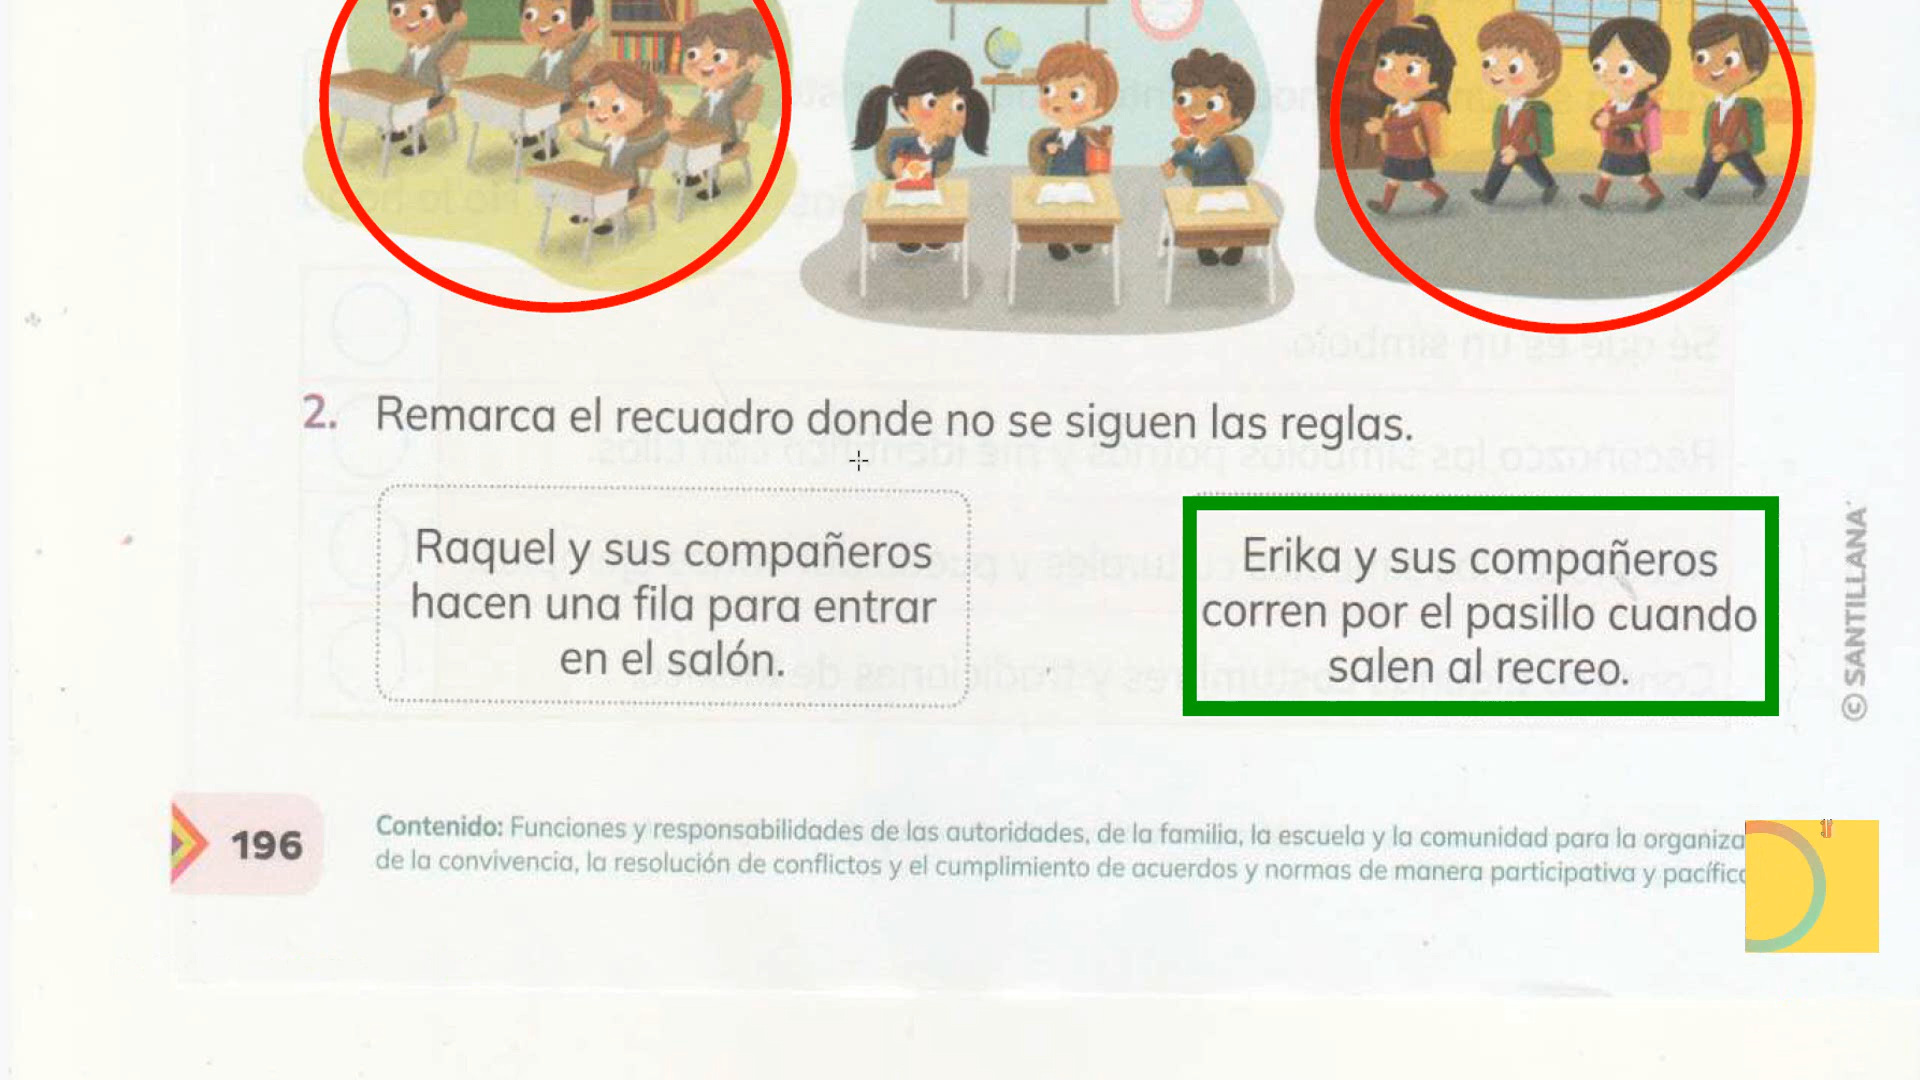 2. Remarca el recuadro donde no se siguen las reglas.
Raquel y sus compañeros
hacen una fila para entrar
en el salón.
Erika y sus compañeros
corren por el pasillo cuando
salen al recreo.
© SANTILLANA
196
Contenido: Funciones y responsabilidades de las autoridades, de la familia, la escuela y la comunidad para la organiza
de la convivencia, la resolución de conflictos y el cumplimiento de acuerdos y normas de manera participativa y pacífic